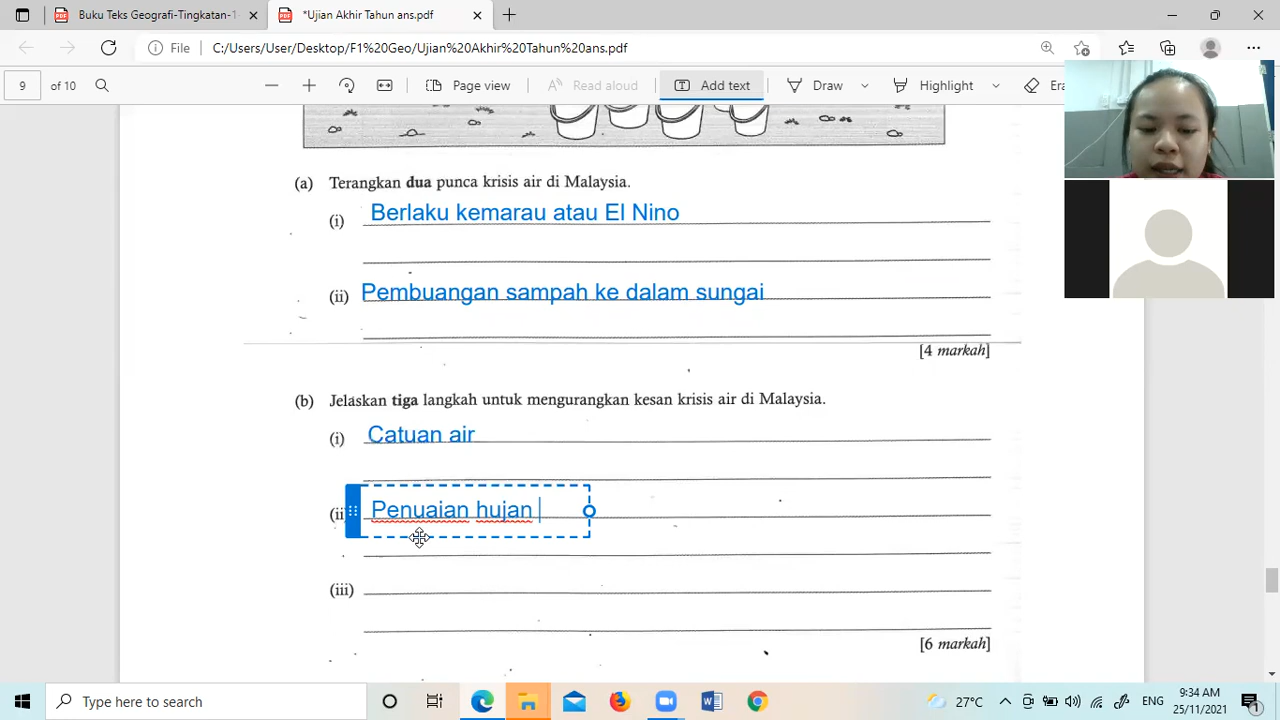 Buku Teks Geografi-Tingkatan-1
*Ujian Akhir Tahun ans.pdf
File
C:/Users/User/Desktop/F1%20Geo/Ujian%20Akhir%20Tahun%20ans.pdf
9 of 10
Page view
Read aloud
Add text
Draw
Highlight
Era
(a) Terangkan dua punca krisis air di Malaysia.
(i) Berlaku kemarau atau El Nino
(ii) Pembuangan sampah ke dalam sungai
[4 markah]
(b) Jelaskan tiga langkah untuk mengurangkan kesan krisis air di Malaysia.
(i) Catuan air
(ii) Penuaian hujan
(iii)
[6 markah]
Type here to search
27°C
ENG
9:34 AM
25/11/2021